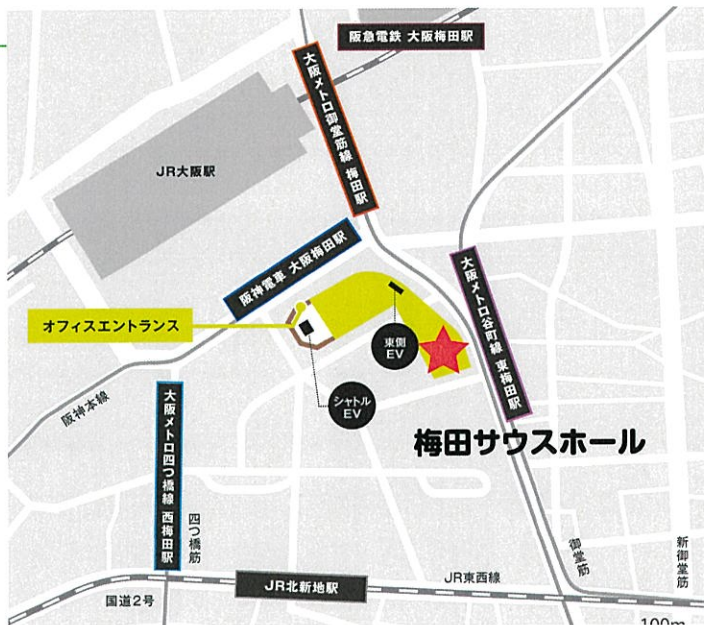 阪急電鉄 大阪梅田駅
大阪メトロ御堂筋線 梅田駅
JR大阪駅
阪神電車 大阪梅田駅
オフィスエントランス
東側
EV
シャトル
EV
大阪メトロ谷町線 東梅田駅
阪神本線
大阪メトロ四つ橋線 西梅田駅
四つ橋筋
梅田サウスホール
御堂筋
新御堂筋
JR東西線
JR北新地駅
国道2号
100m